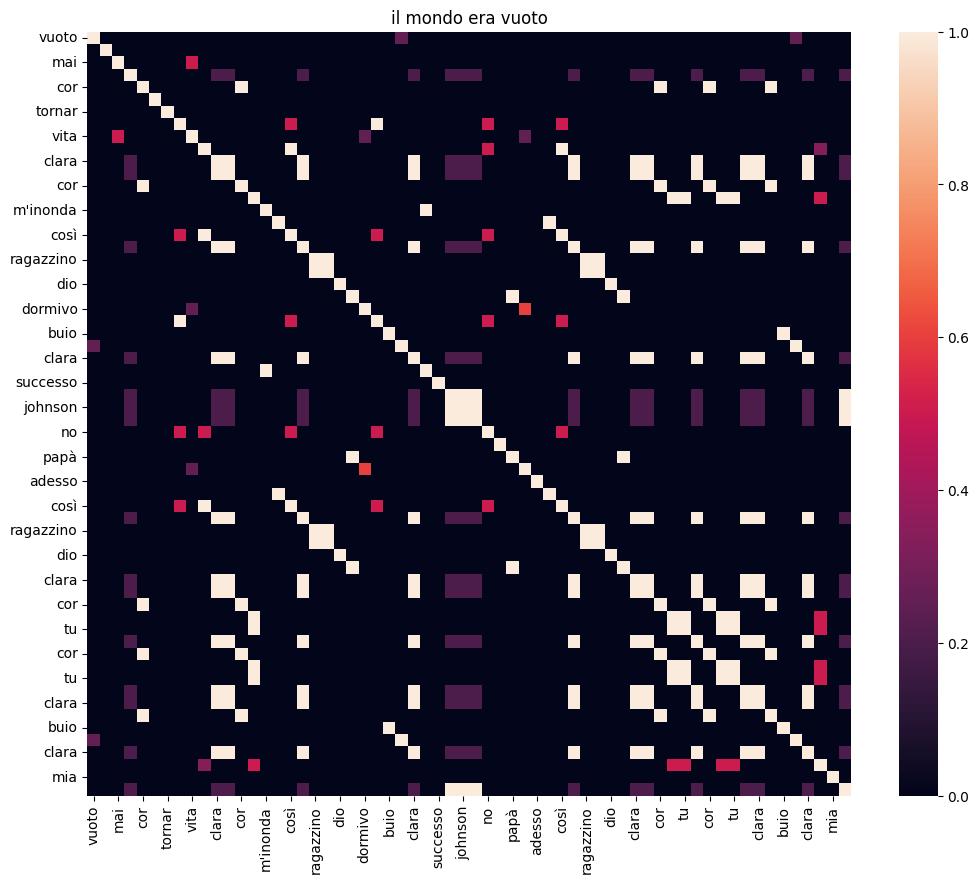 il mondo era vuoto
vuoto
mai
cor
tornar
vita
clara
cor
m'inonda
così
ragazzino
dio
dormivo
buio
clara
successo
johnson
no
papà
adesso
così
ragazzino
dio
clara
cor
tu
cor
tu
clara
buio
clara
mia
1.0
0.8
0.6
0.4
0.2
0.0
vuoto
mai
cor
tornar
vita
clara
cor
m'inonda
così
ragazzino
dio
dormivo
buio
clara
successo
johnson
no
papà
adesso
così
ragazzino
dio
clara
cor
tu
cor
tu
clara
buio
clara
mia